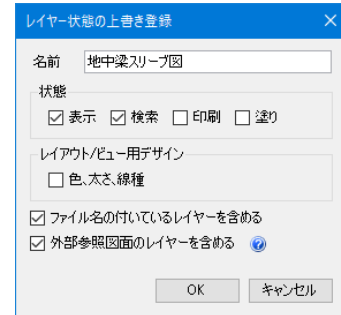 レイヤー状態の上書き登録
名前 地中梁スリーブ図
状態
表示 検索 印刷 塗り
レイアウト/ビュー用デザイン
色、太さ、線種
ファイル名の付いているレイヤーを含める
外部参照図面のレイヤーを含める ?
OK キャンセル